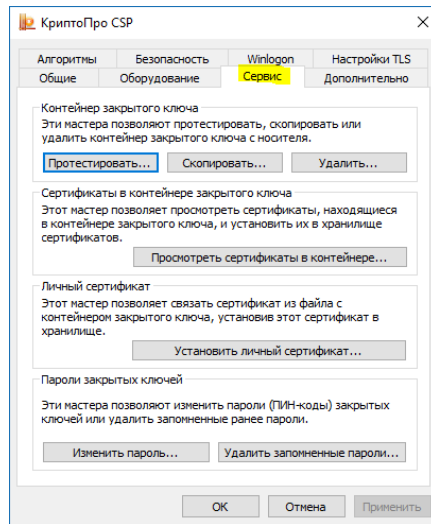 КриптоПро CSP
Алгоритмы Безопасность Winlogon Настройки TLS
Общие Оборудование Сервис Дополнительно
Контейнер закрытого ключа
Эти мастера позволяют протестировать, скопировать или
удалить контейнер закрытого ключа с носителя.
Протестировать... Скопировать... Удалить...
Сертификаты в контейнере закрытого ключа
Этот мастер позволяет просмотреть сертификаты, находящиеся
в контейнере закрытого ключа, и установить их в хранилище
сертификатов.
Просмотреть сертификаты в контейнере...
Личный сертификат
Этот мастер позволяет связать сертификат из файла с
контейнером закрытого ключа, установив этот сертификат в
хранилище.
Установить личный сертификат...
Пароли закрытых ключей
Эти мастера позволяют изменить пароли (ПИН-коды) закрытых
ключей или удалить запомненные ранее пароли.
Изменить пароль... Удалить запомненные пароли...
ОК Отмена Применить